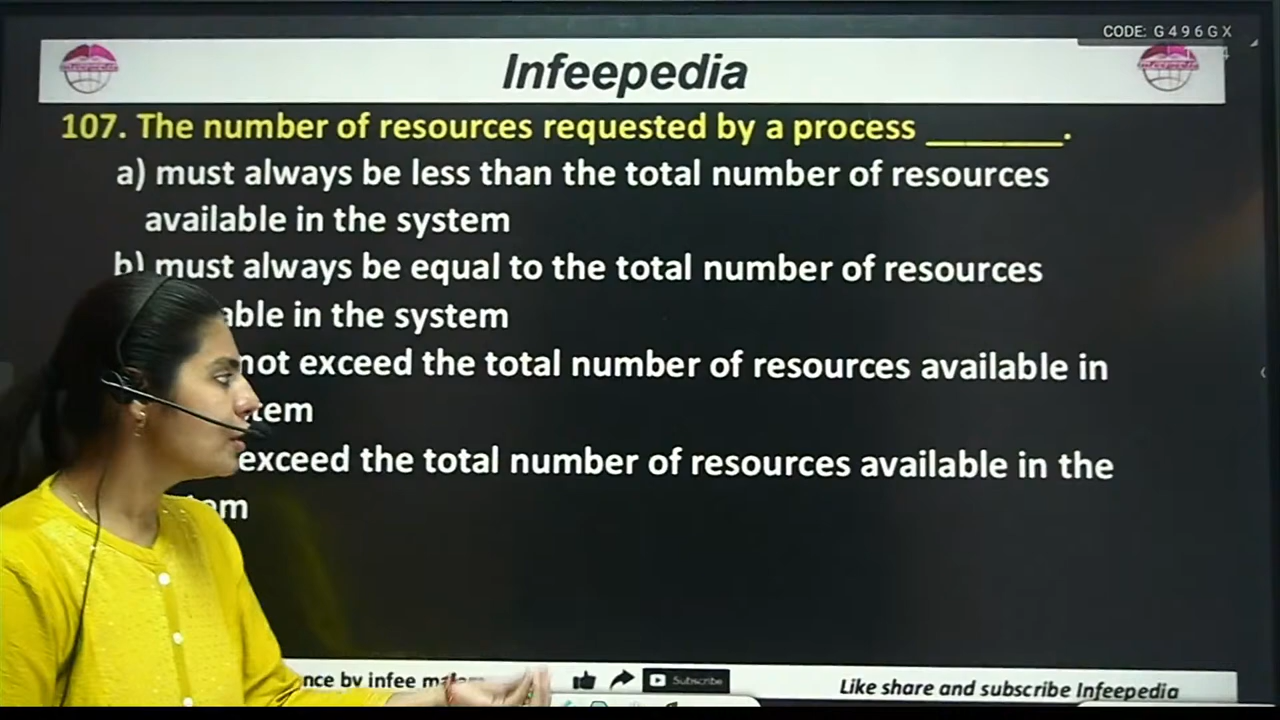 CODE: G496GX
Infeepedia
107. The number of resources requested by a process ________.
a) must always be less than the total number of resources
available in the system
b) must always be equal to the total number of resources
able in the system
not exceed the total number of resources available in
tem
exceed the total number of resources available in the
em
nce by infee
Subscribe
Like share and subscribe Infeepedia